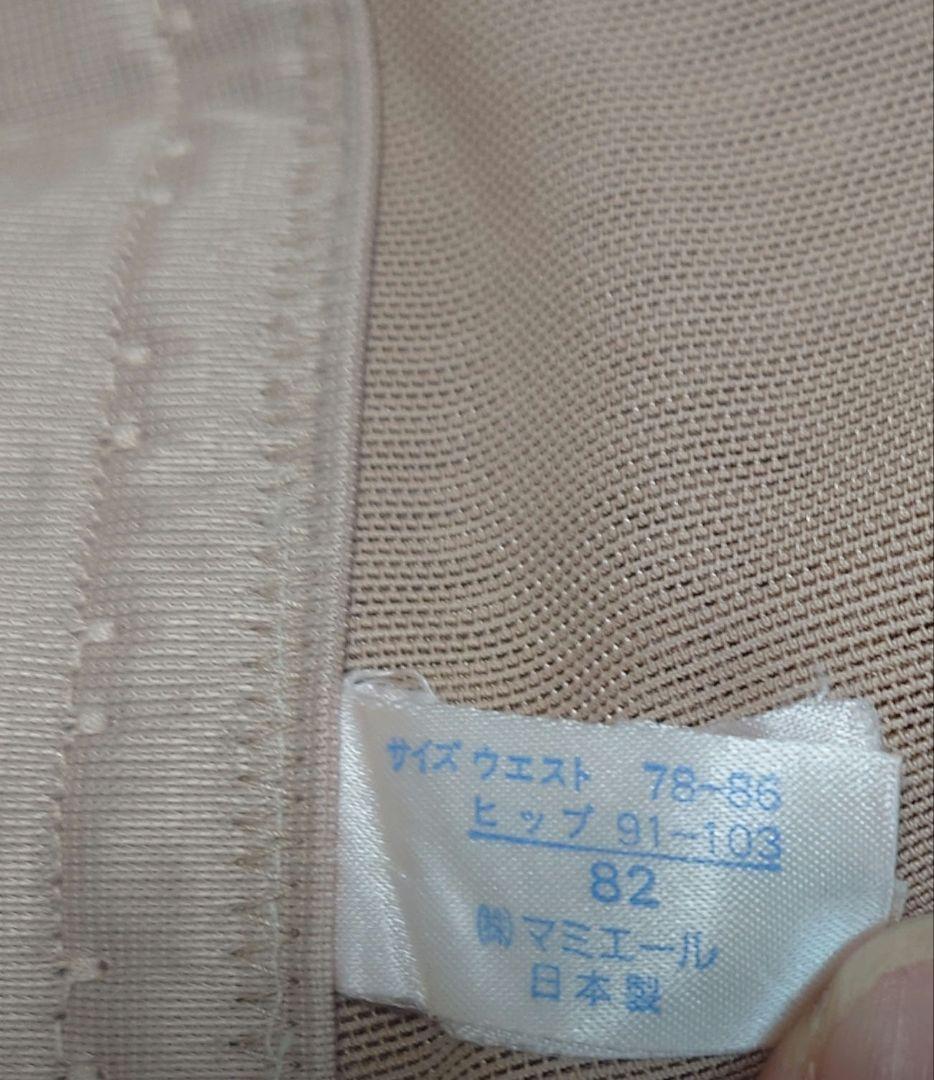 サイズ ウエスト 78~86
ヒップ 91~103
82
㈱マミエール
日本製